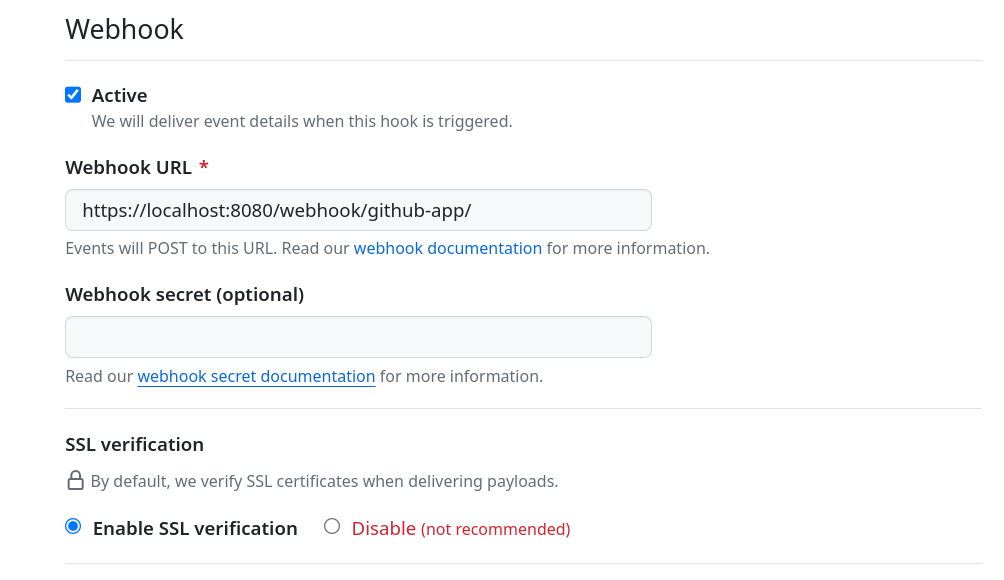 Webhook
Active
We will deliver event details when this hook is triggered.
Webhook URL *
https://localhost:8080/webhook/github-app/
Events will POST to this URL. Read our webhook documentation for more information.
Webhook secret (optional)
Read our webhook secret documentation for more information.
SSL verification
By default, we verify SSL certificates when delivering payloads.
Enable SSL verification Disable (not recommended)